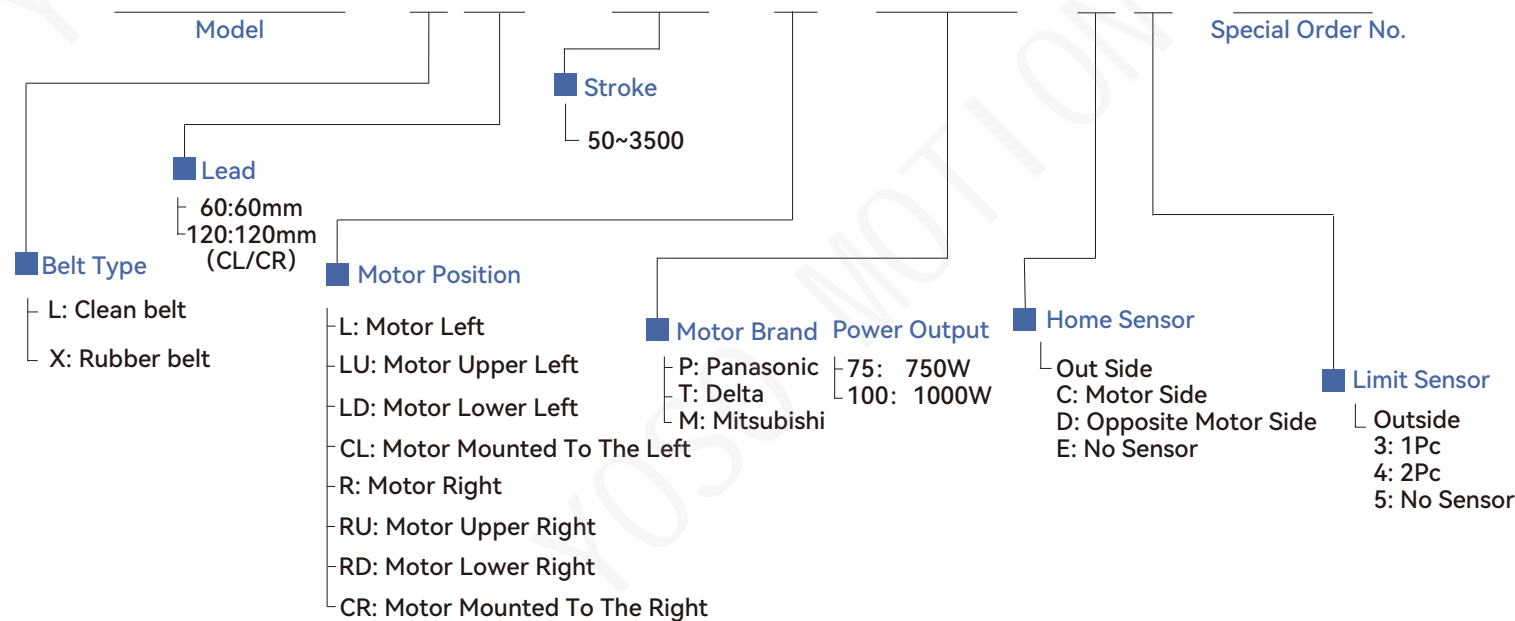 Model
Special Order No.
Stroke
50~3500
Lead
60:60mm
120:120mm
(CL/CR)
Belt Type
L: Clean belt
X: Rubber belt
Motor Position
L: Motor Left
LU: Motor Upper Left
LD: Motor Lower Left
CL: Motor Mounted To The Left
R: Motor Right
RU: Motor Upper Right
RD: Motor Lower Right
CR: Motor Mounted To The Right
Motor Brand
P: Panasonic
T: Delta
M: Mitsubishi
Power Output
75: 750W
100: 1000W
Home Sensor
Out Side
C: Motor Side
D: Opposite Motor Side
E: No Sensor
Limit Sensor
Outside
3: 1Pc
4: 2Pc
5: No Sensor
YOSO MOTION